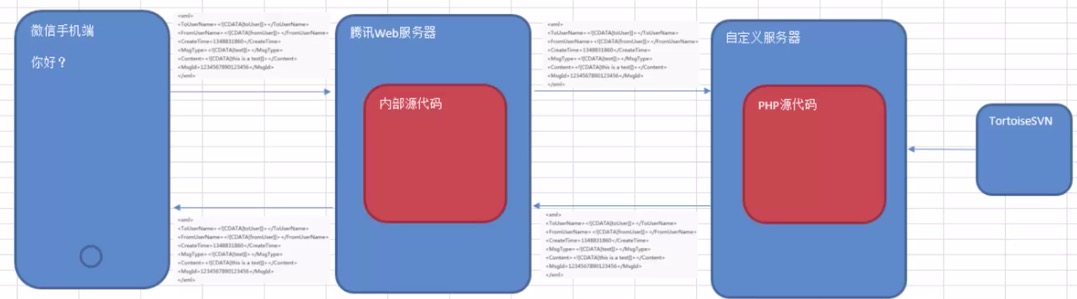 微信手机端
你好？
<xml>
<ToUserName><![CDATA[toUser]]></ToUserName>
<FromUserName><![CDATA[fromUser]]></FromUserName>
<CreateTime>1348831860</CreateTime>
<MsgType><![CDATA[text]]></MsgType>
<Content><![CDATA[this is a test]]></Content>
<MsgId>1234567890123456</MsgId>
</xml>
腾讯Web服务器
内部源代码
<xml>
<ToUserName><![CDATA[toUser]]></ToUserName>
<FromUserName><![CDATA[fromUser]]></FromUserName>
<CreateTime>1348831860</CreateTime>
<MsgType><![CDATA[text]]></MsgType>
<Content><![CDATA[this is a test]]></Content>
<MsgId>1234567890123456</MsgId>
</xml>
自定义服务器
PHP源代码
TortoiseSVN
<xml>
<ToUserName><![CDATA[toUser]]></ToUserName>
<FromUserName><![CDATA[fromUser]]></FromUserName>
<CreateTime>1348831860</CreateTime>
<MsgType><![CDATA[text]]></MsgType>
<Content><![CDATA[this is a test]]></Content>
<MsgId>1234567890123456</MsgId>
</xml>
<xml>
<ToUserName><![CDATA[toUser]]></ToUserName>
<FromUserName><![CDATA[fromUser]]></FromUserName>
<CreateTime>1348831860</CreateTime>
<MsgType><![CDATA[text]]></MsgType>
<Content><![CDATA[this is a test]]></Content>
<MsgId>1234567890123456</MsgId>
</xml>